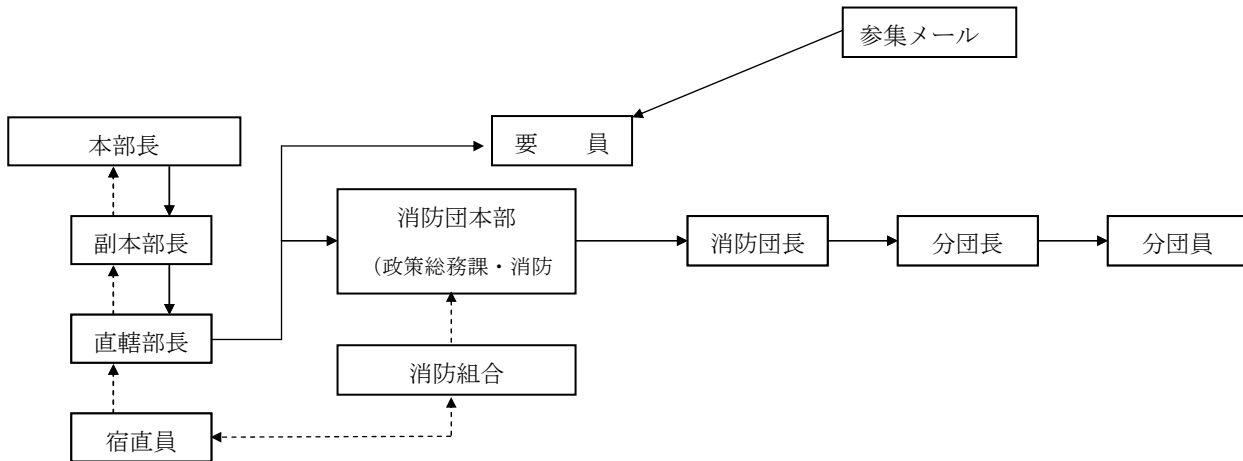 参集メール
要　　員
本部長
消防団本部
（政策総務課・消防
副本部長
消防団長
分団長
分団員
直轄部長
消防組合
宿直員